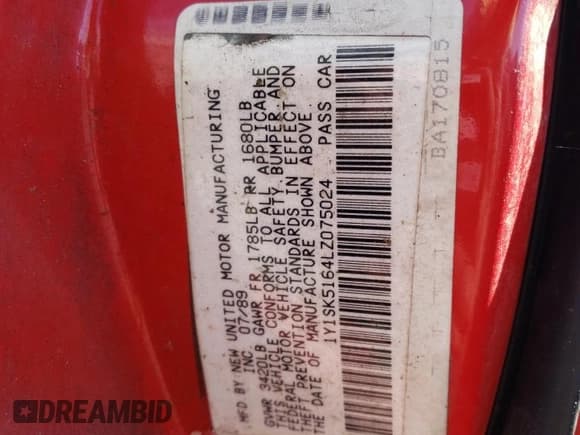 MFD BY NEW UNITED MOTOR MANUFACTURING
INC. 07/89
GVWR 3420LB GAWR FR 1785LB RR 1680LB
THIS VEHICLE CONFORMS TO ALL APPLICABLE
FEDERAL MOTOR VEHICLE SAFETY, BUMPER AND
THEFT PREVENTION STANDARDS IN EFFECT ON
THE DATE OF MANUFACTURE SHOWN ABOVE.
1Y1SK5164LZ075024 PASS CAR
BA170815
DREAMBID